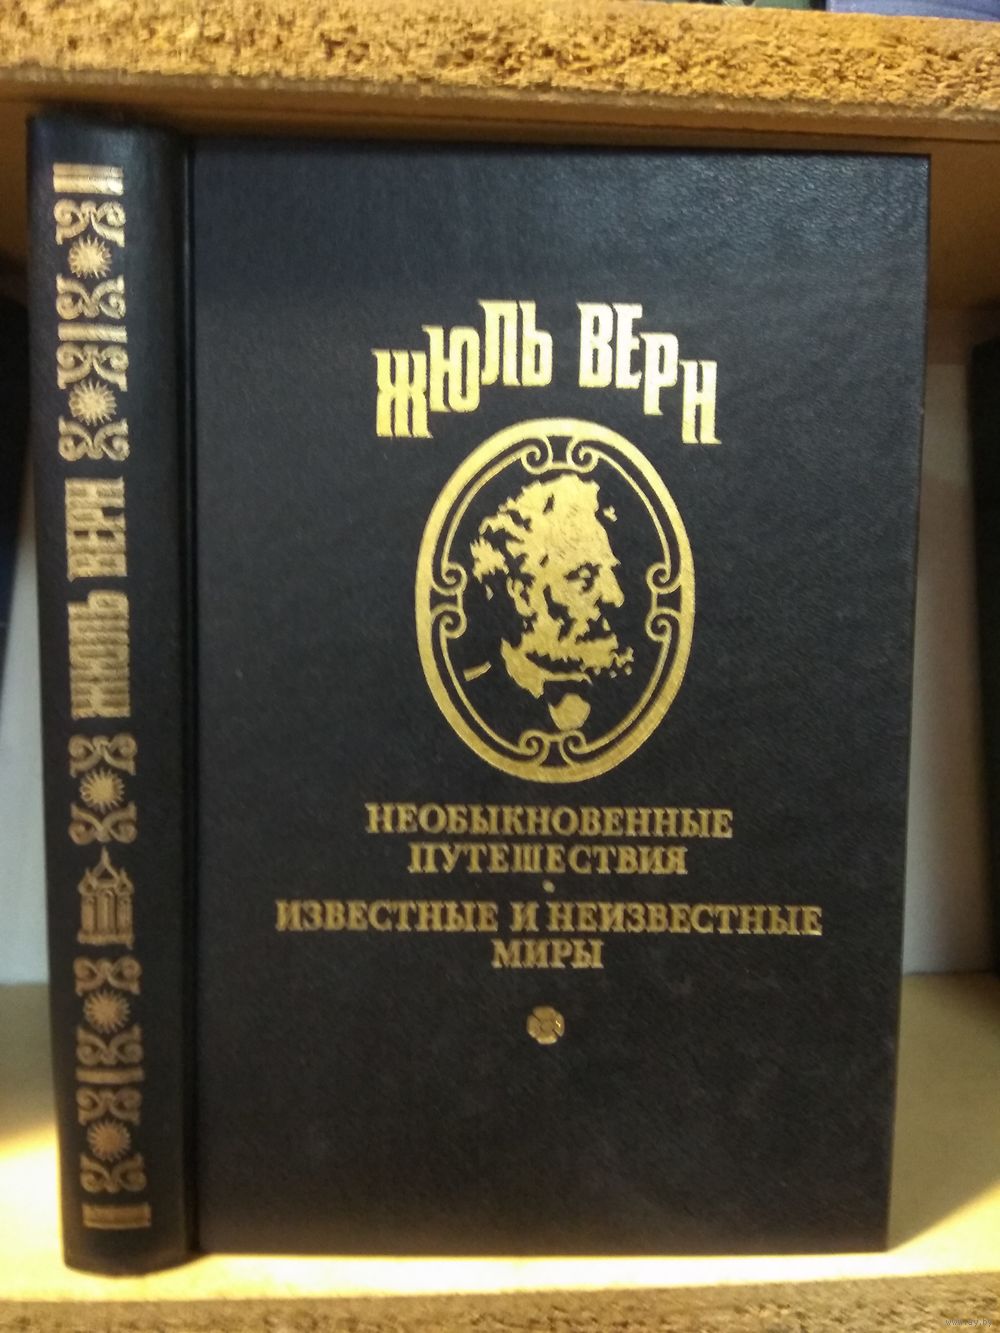 ЖЮЛЬ ВЕРН
НЕОБЫКНОВЕННЫЕ
ПУТЕШЕСТВИЯ
•
ИЗВЕСТНЫЕ И НЕИЗВЕСТНЫЕ
МИРЫ
ЖЮЛЬ ВЕРН